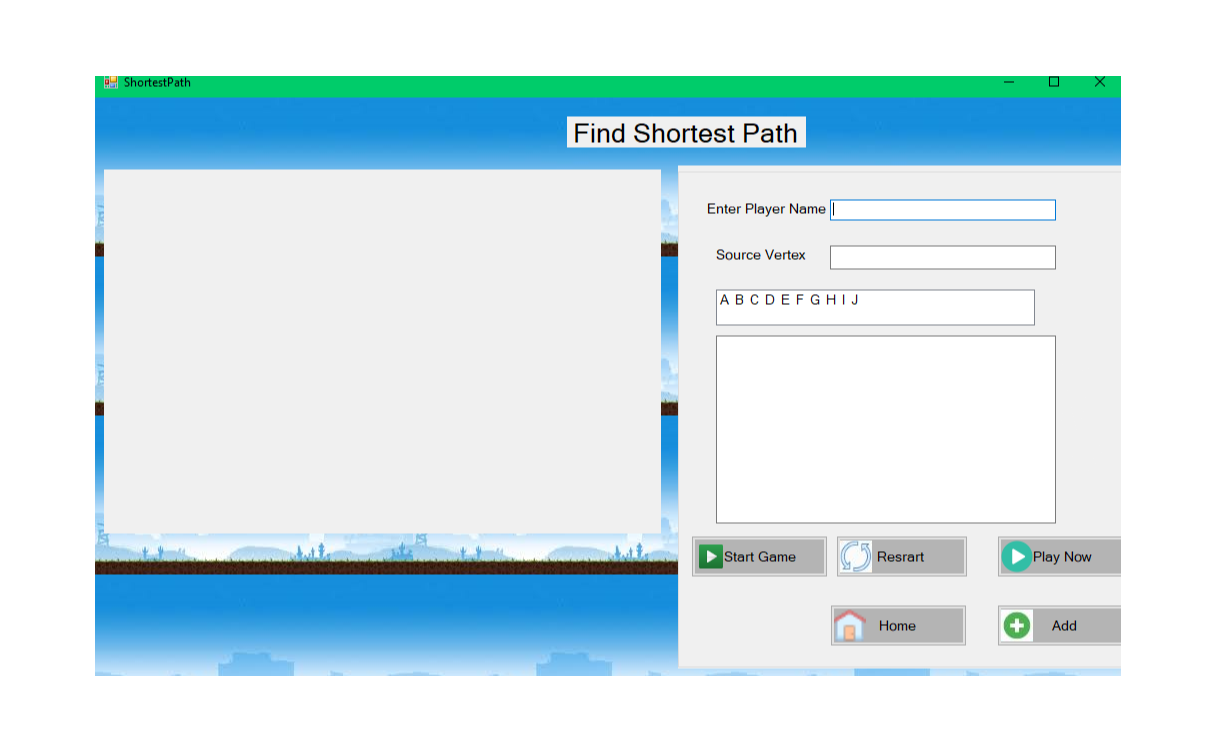 ShortestPath
Find Shortest Path
Enter Player Name
Source Vertex
A B C D E F G H I J
Start Game
Resrart
Play Now
Home
Add